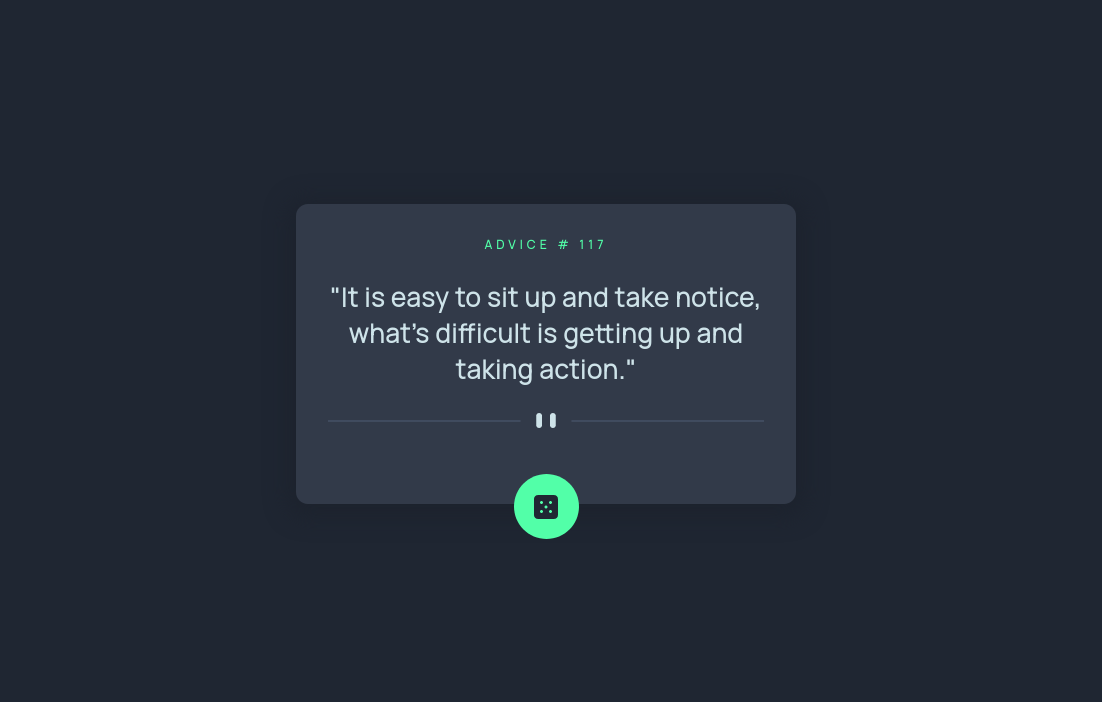 ADVICE # 117
"It is easy to sit up and take notice,
what's difficult is getting up and
taking action."